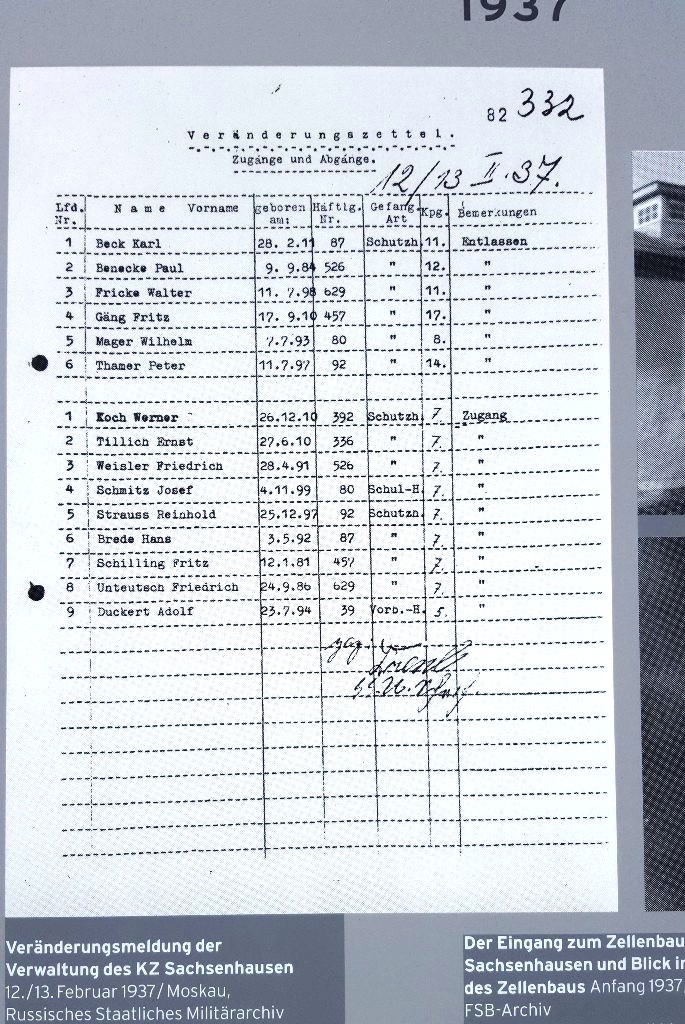 1937
82 332
Veränderungszettel.
Zugänge und Abgänge.
12/13 II. 37.
Lfd. Nr. Name Vorname geboren am: Häftlg. Nr. Gefang. Art Kpg. Bemerkungen
1 Beck Karl 28. 2.11 87 Schutzh. 11. Entlassen
2 Benecke Paul 9. 9.84 526 " 12. "
3 Fricke Walter 11. 7.98 629 " 11. "
4 Gäng Fritz 17. 9.10 457 " 17. "
5 Mager Wilhelm 7.7.93 80 " 8. "
6 Thamer Peter 11.7.97 92 " 14. "
1 Koch Werner 26.12.10 392 Schutzh. 7 Zugang
2 Tillich Ernst 27.6.10 336 " 7. "
3 Weisler Friedrich 28.4.91 526 " 7. "
4 Schmitz Josef 4.11.99 80 Schul-H. 7. "
5 Strauss Reinhold 25.12.97 92 Schutzh. 7. "
6 Brede Hans 3.5.92 87 " 7. "
7 Schilling Fritz 12.1.81 457 " 7. "
8 Unteutsch Friedrich 24.9.86 629 " 7. "
9 Duckert Adolf 23.7.94 39 Vorb.-H. 5. "
gez.
Veränderungsmeldung der
Verwaltung des KZ Sachsenhausen
12./13. Februar 1937/Moskau,
Russisches Staatliches Militärarchiv
Der Eingang zum Zellenbau
Sachsenhausen und Blick in
des Zellenbaus Anfang 1937
FSB-Archiv